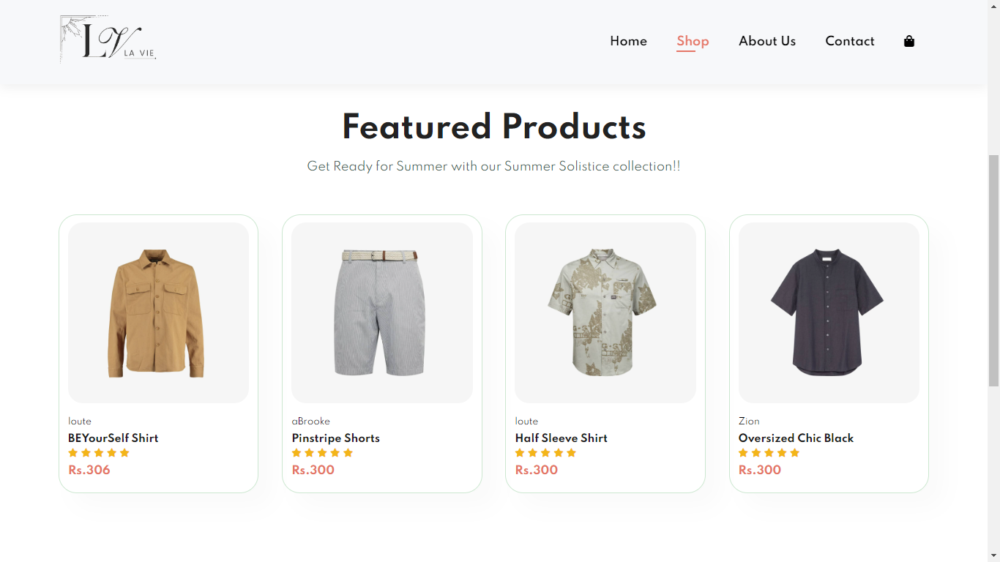 LV LA VIE
Home Shop About Us Contact
Featured Products
Get Ready for Summer with our Summer Solistice collection!!
G-ST
loute
BEYourSelf Shirt
Rs.306
aBrooke
Pinstripe Shorts
Rs.300
loute
Half Sleeve Shirt
Rs.300
Zion
Oversized Chic Black
Rs.300